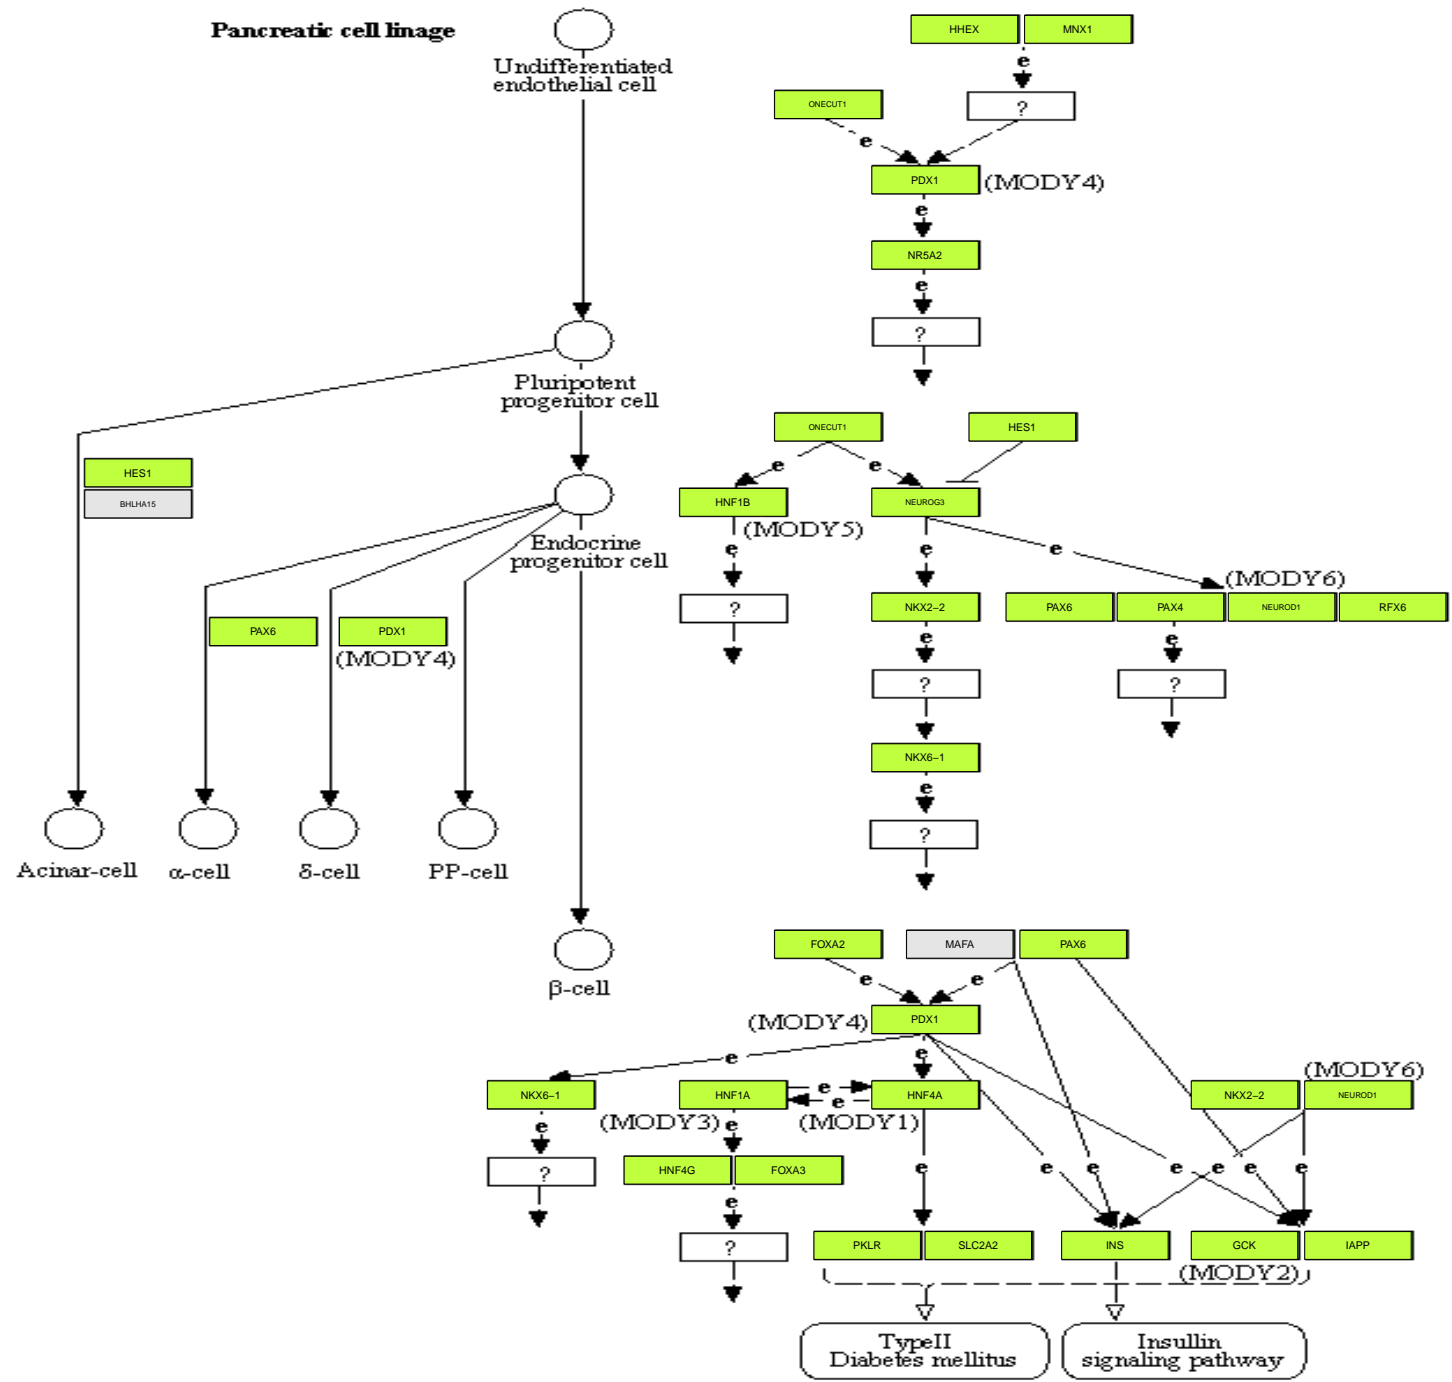 Pancreatic cell linage
Undifferentiated
endothelial cell
Pluripotent
progenitor cell
HES1
BHLHA15
Endocrine
progenitor cell
PAX6
PDX1
(MODY4)
Acinar-cell
α-cell
δ-cell
PP-cell
β-cell
HHEX
MNX1
e
?
ONECUT1
e
PDX1
(MODY4)
e
NR5A2
e
?
ONECUT1
HES1
e
e
HNF1B
NEUROG3
(MODY5)
e
e
e
(MODY6)
?
NKX2−2
PAX6
PAX4
NEUROD1
RFX6
e
e
?
?
NKX6−1
e
?
FOXA2
MAFA
PAX6
e
e
(MODY4)
PDX1
e
e
(MODY6)
NKX6−1
HNF1A
e
e
HNF4A
NKX2−2
NEUROD1
e
(MODY3)
e
(MODY1)
?
HNF4G
FOXA3
e
e
e
e
e
e
e
e
?
PKLR
SLC2A2
INS
GCK
IAPP
(MODY2)
TypeII
Diabetes mellitus
Insullin
signaling pathway